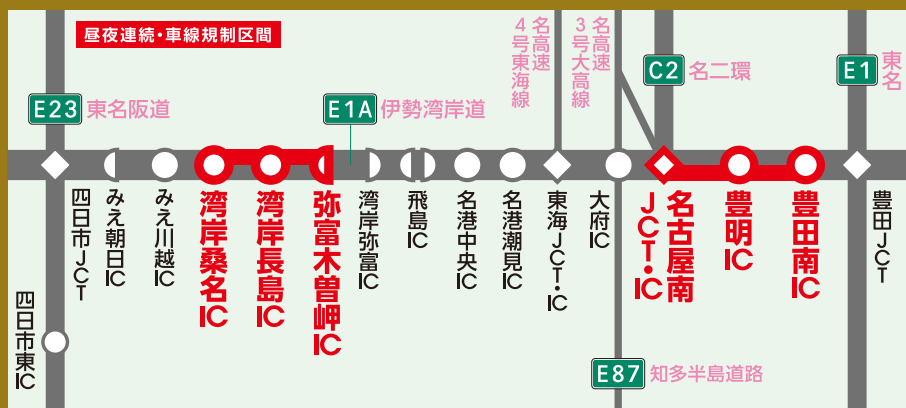 昼夜連続・車線規制区間
名高速
4号東海線
名高速
3号大高線
C2 名二環
E1 東名
E23 東名阪道
E1A 伊勢湾岸道
四日市JCT
みえ朝日IC
みえ川越IC
湾岸桑名IC
湾岸長島IC
弥富木曽岬IC
湾岸弥富IC
飛島IC
名港中央IC
名港潮見IC
東海JCT・IC
大府IC
名古屋南
JCT・IC
豊明IC
豊田南IC
豊田JCT
四日市東IC
E87 知多半島道路